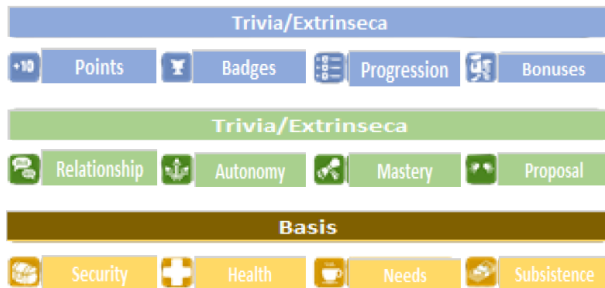 Trivia/Extrinseca
+10 Points Badges Progression Bonuses
Trivia/Extrinseca
Relationship Autonomy Mastery Proposal
Basis
Security Health Needs Subsistence